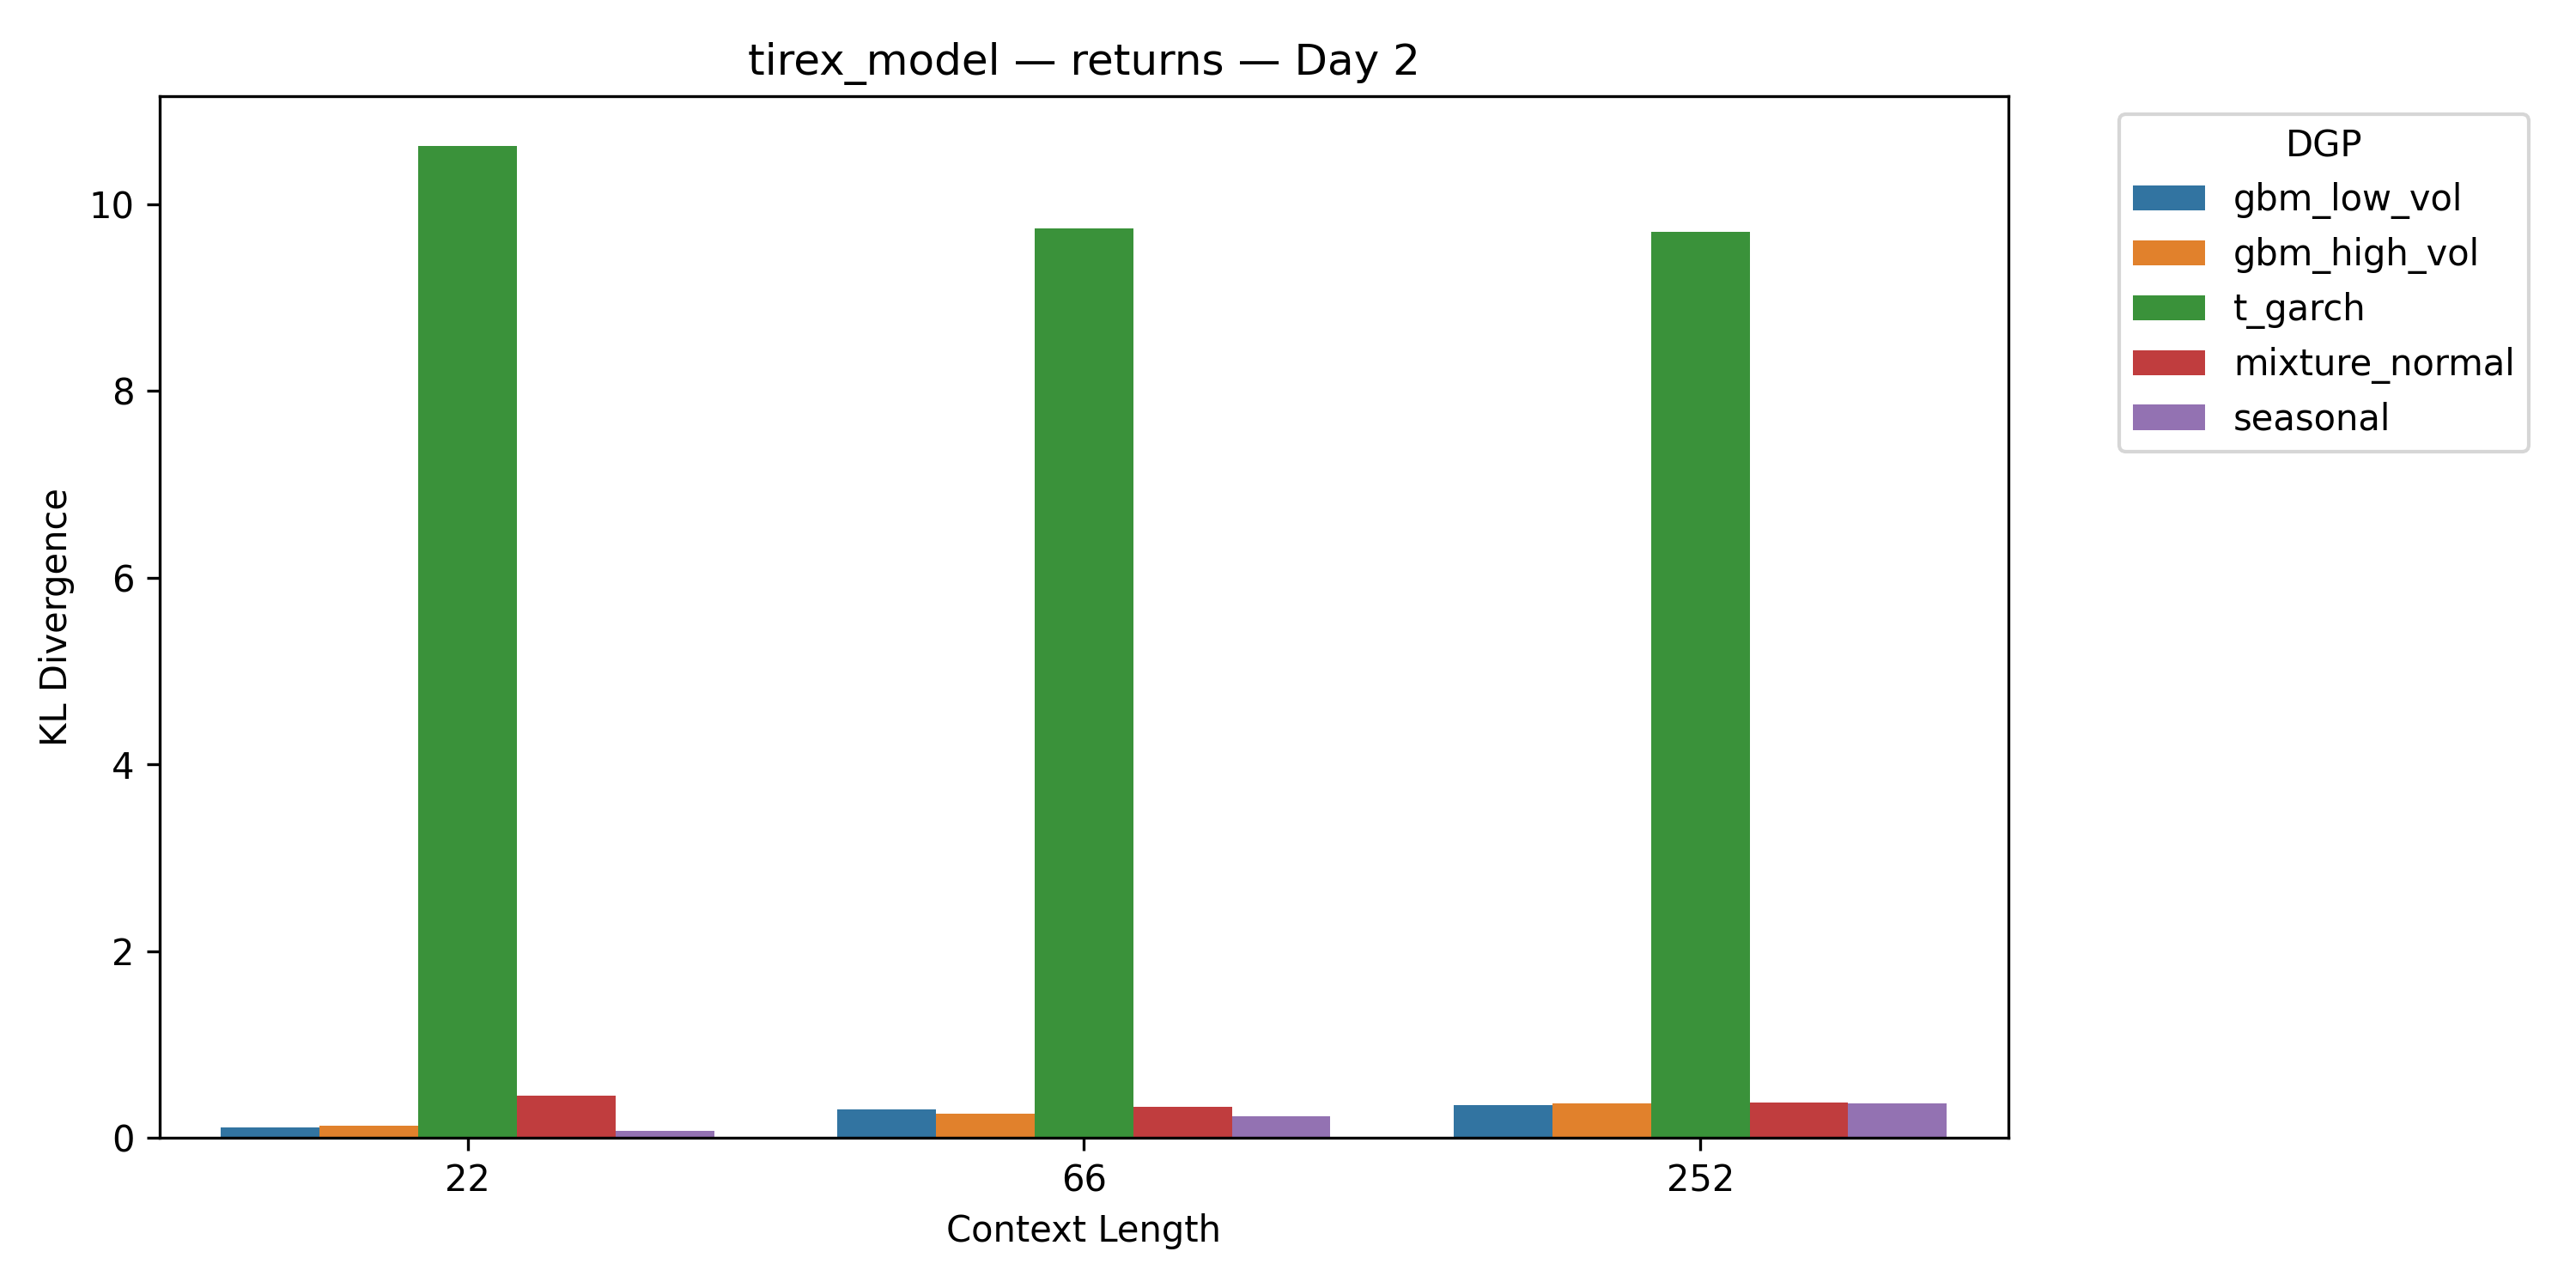 tirex_model — returns — Day 2
DGP
gbm_low_vol
gbm_high_vol
t_garch
mixture_normal
seasonal
KL Divergence
10
8
6
4
2
0
22
66
252
Context Length